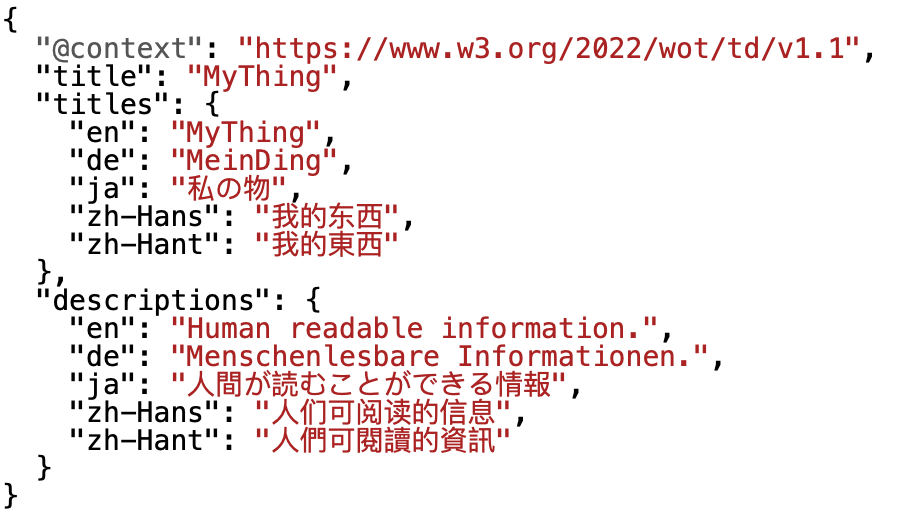 {
  "@context": "https://www.w3.org/2022/wot/td/v1.1",
  "title": "MyThing",
  "titles": {
    "en": "MyThing",
    "de": "MeinDing",
    "ja": "私の物",
    "zh-Hans": "我的东西",
    "zh-Hant": "我的東西"
  },
  "descriptions": {
    "en": "Human readable information.",
    "de": "Menschenlesbare Informationen.",
    "ja": "人間が読むことができる情報",
    "zh-Hans": "人们可阅读的信息",
    "zh-Hant": "人們可閱讀的資訊"
  }
}